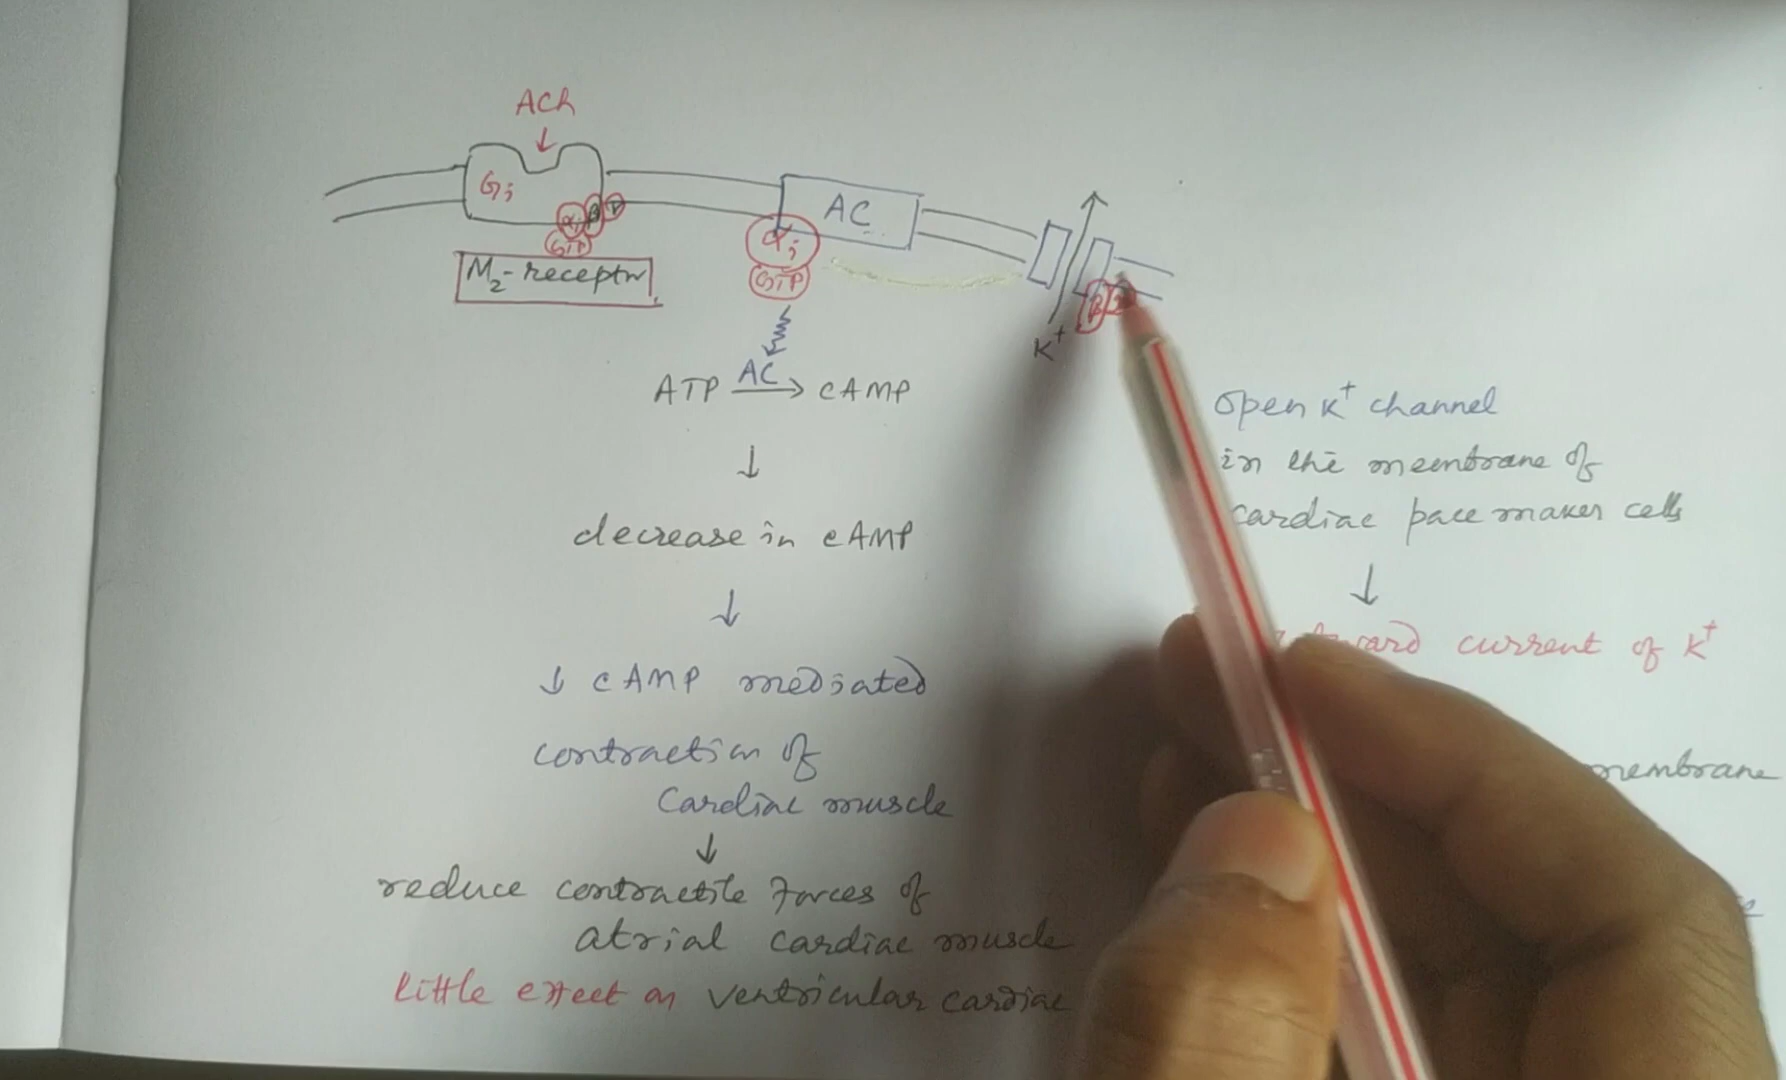 ACh
Gi
αi β γ
GTP
M2-receptor
AC
αi
GTP
β
K+
AC
ATP → cAMP
↓
decrease in cAMP
↓
↓ cAMP mediated
contraction of
Cardiac muscle
↓
reduce contractile forces of
atrial cardiac muscle
little effect on ventricular cardiac
open K+ channel
in the membrane of
cardiac pace maker cells
↓
current of K+
membrane